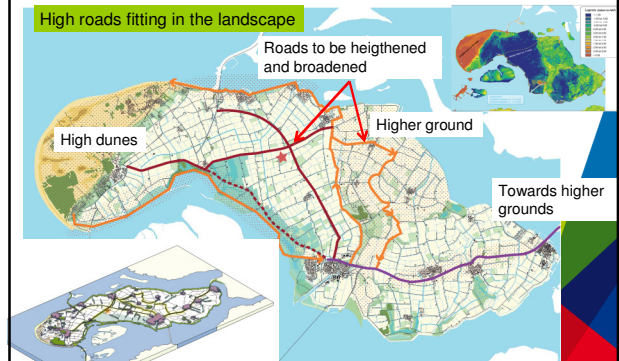 High roads fitting in the landscape
Roads to be heigthened
and broadened
High dunes
Higher ground
Towards higher
grounds